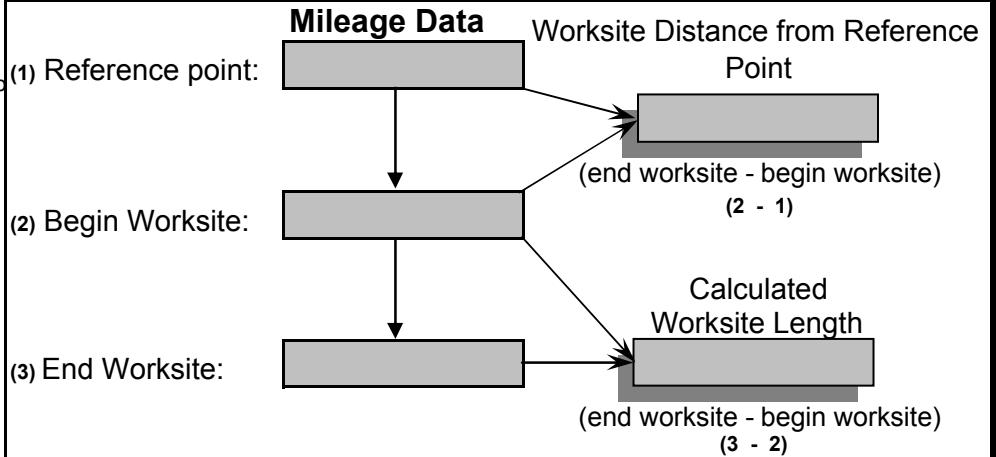 Mileage Data
Worksite Distance from Reference
Point
(1) Reference point:
(end worksite - begin worksite)
(2 - 1)
(2) Begin Worksite:
Calculated
Worksite Length
(3) End Worksite:
(end worksite - begin worksite)
(3 - 2)